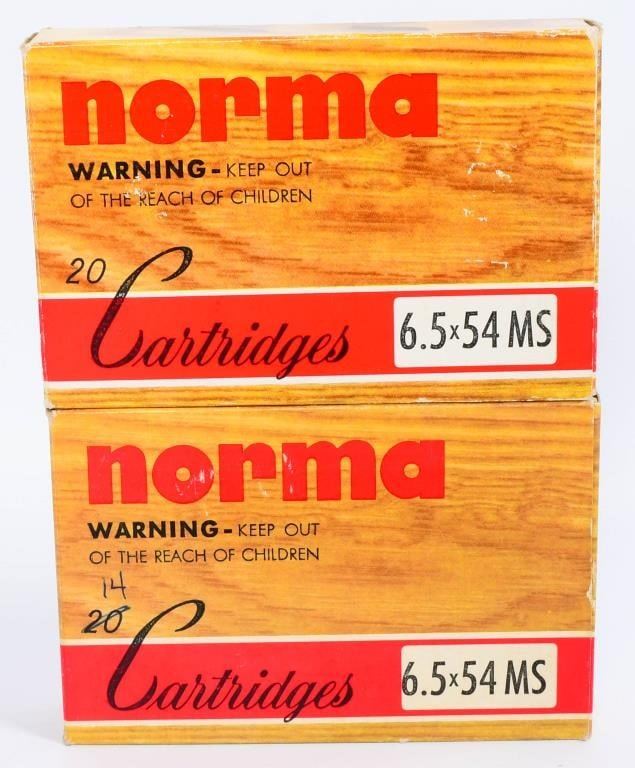 norma
WARNING - KEEP OUT
OF THE REACH OF CHILDREN
20 Cartridges 6.5x54 MS
norma
WARNING - KEEP OUT
OF THE REACH OF CHILDREN
14
20 Cartridges 6.5x54 MS